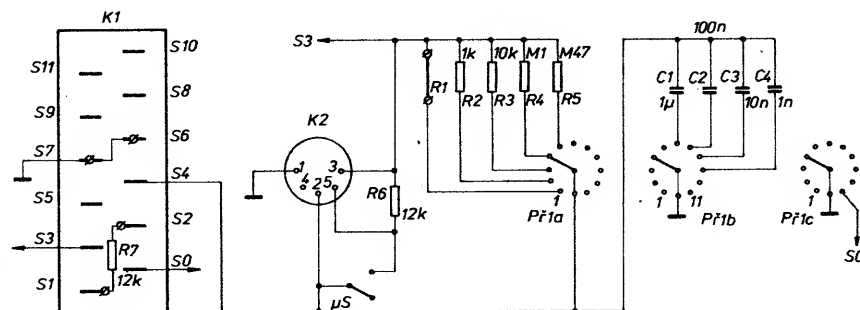 K1
S11
S9
S7
S5
S3
S1
S10
S8
S6
S4
S2
S0
R7
12k
K2
1
3
4
2
5
R6
12k
µS
S3
R1
1k
R2
10k
R3
M1
R4
M47
R5
1
Př1a
100n
C1
1µ
C2
C3
10n
C4
1n
1
11
Př1b
1
Př1c